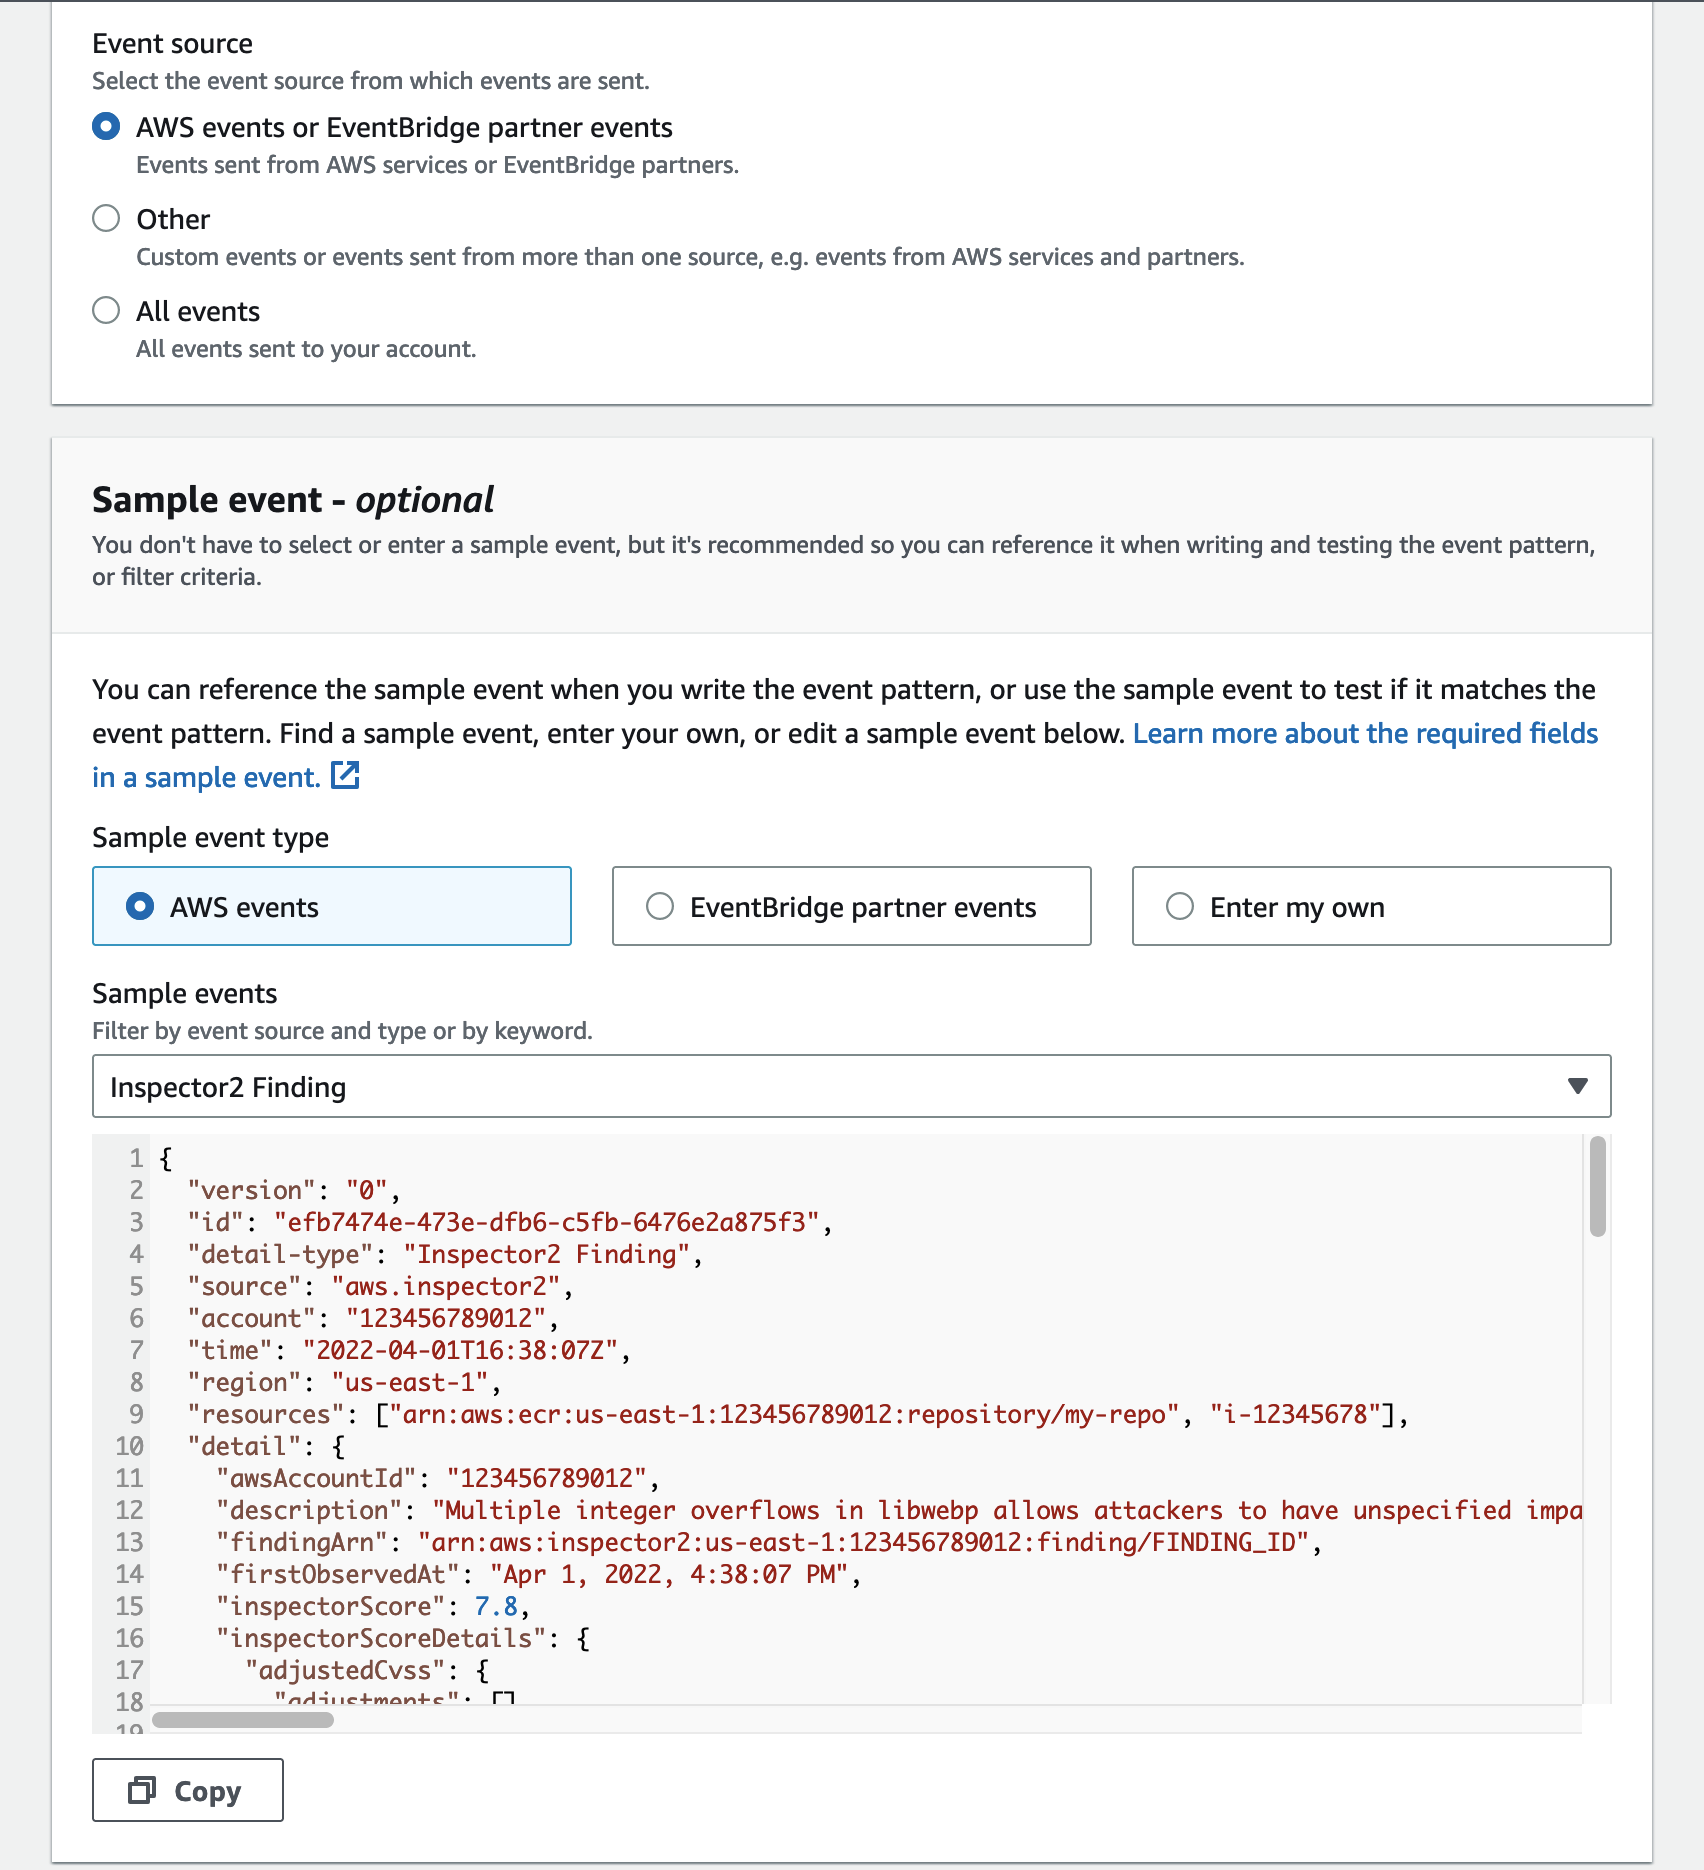 Event source
Select the event source from which events are sent.
AWS events or EventBridge partner events
Events sent from AWS services or EventBridge partners.
Other
Custom events or events sent from more than one source, e.g. events from AWS services and partners.
All events
All events sent to your account.
Sample event - optional
You don't have to select or enter a sample event, but it's recommended so you can reference it when writing and testing the event pattern,
or filter criteria.
You can reference the sample event when you write the event pattern, or use the sample event to test if it matches the
event pattern. Find a sample event, enter your own, or edit a sample event below. Learn more about the required fields
in a sample event.
Sample event type
AWS events
EventBridge partner events
Enter my own
Sample events
Filter by event source and type or by keyword.
Inspector2 Finding
1 {
2 "version": "0",
3 "id": "efb7474e-473e-dfb6-c5fb-6476e2a875f3",
4 "detail-type": "Inspector2 Finding",
5 "source": "aws.inspector2",
6 "account": "123456789012",
7 "time": "2022-04-01T16:38:07Z",
8 "region": "us-east-1",
9 "resources": ["arn:aws:ecr:us-east-1:123456789012:repository/my-repo", "i-12345678"],
10 "detail": {
11 "awsAccountId": "123456789012",
12 "description": "Multiple integer overflows in libwebp allows attackers to have unspecified impa
13 "findingArn": "arn:aws:inspector2:us-east-1:123456789012:finding/FINDING_ID",
14 "firstObservedAt": "Apr 1, 2022, 4:38:07 PM",
15 "inspectorScore": 7.8,
16 "inspectorScoreDetails": {
17 "adjustedCvss": {
18 "adjustments": []
19
Copy